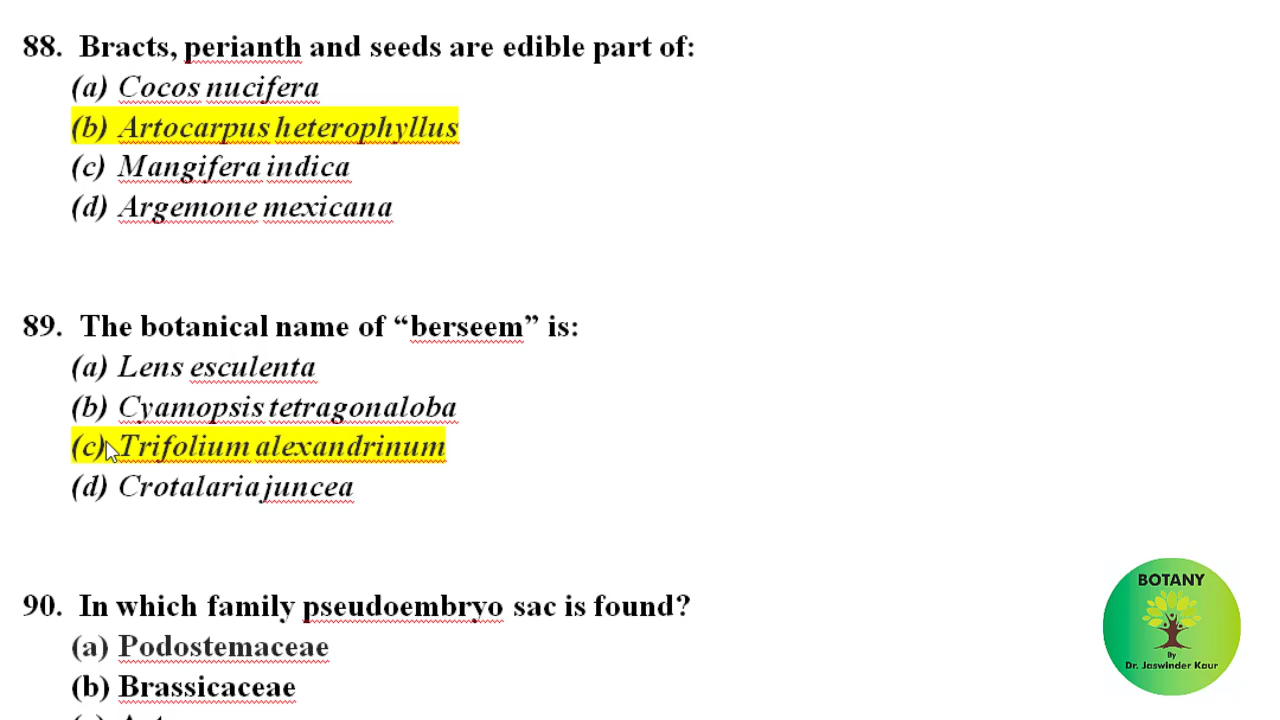 88. Bracts, perianth and seeds are edible part of:
(a) Cocos nucifera
(b) Artocarpus heterophyllus
(c) Mangifera indica
(d) Argemone mexicana
89. The botanical name of “berseem” is:
(a) Lens esculenta
(b) Cyamopsis tetragonaloba
(c) Trifolium alexandrinum
(d) Crotalaria juncea
90. In which family pseudoembryo sac is found?
(a) Podostemaceae
(b) Brassicaceae
BOTANY
By
Dr. Jaswinder Kaur